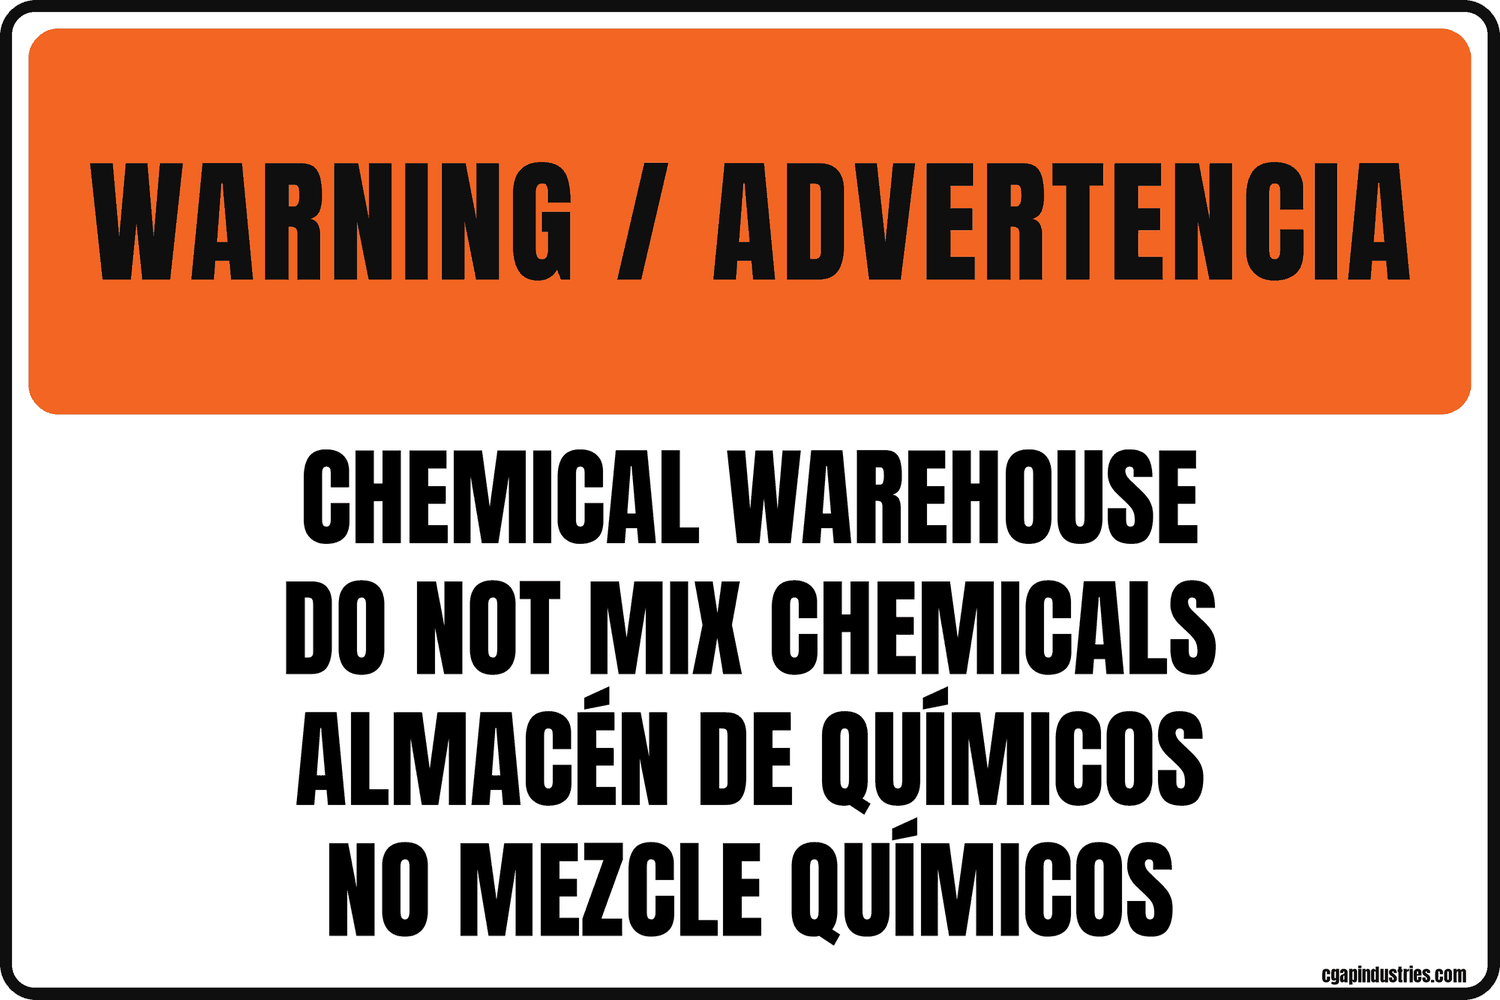 WARNING / ADVERTENCIA
CHEMICAL WAREHOUSE
DO NOT MIX CHEMICALS
ALMACÉN DE QUÍMICOS
NO MEZCLE QUÍMICOS
cgapindustries.com